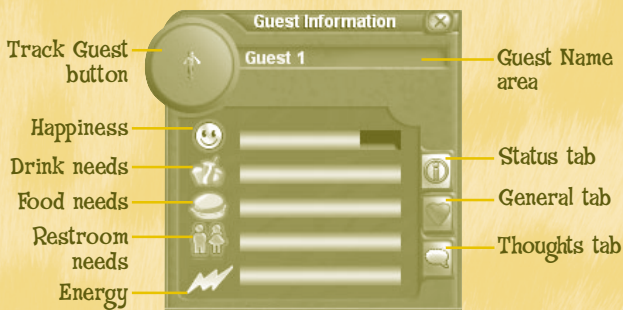 Guest Information
Track Guest
button
Guest 1
Guest Name
area
Happiness
Drink needs
Food needs
Restroom
needs
Energy
Status tab
General tab
Thoughts tab